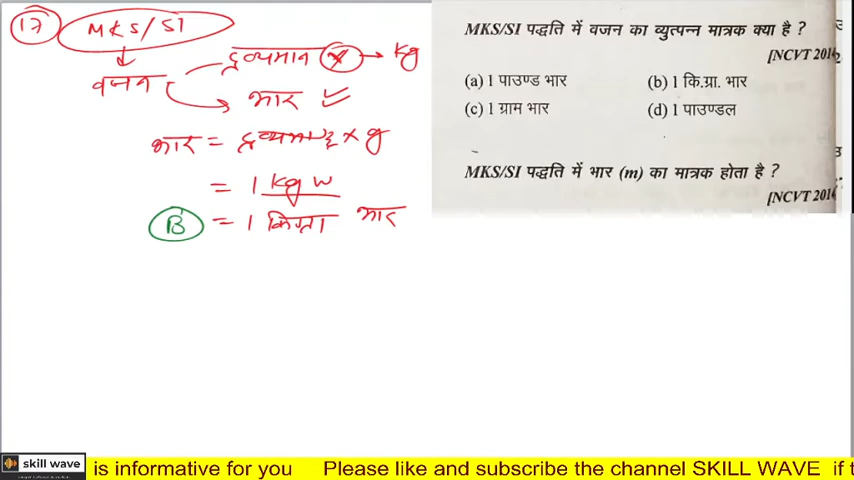 17 MKS/SI
वजन
द्रव्यमान × → kg
भार
भार = द्रव्यमान × g
= 1 kg w
B = 1 किग्रा भार
MKS/SI पद्धति में वजन का व्युत्पन्न मात्रक क्या है ?
[NCVT 2014
(a) 1 पाउण्ड भार
(b) 1 कि.ग्रा. भार
(c) 1 ग्राम भार
(d) 1 पाउण्डल
MKS/SI पद्धति में भार (m) का मात्रक होता है ?
[NCVT 2014
skill wave
is informative for you Please like and subscribe the channel SKILL WAVE if t